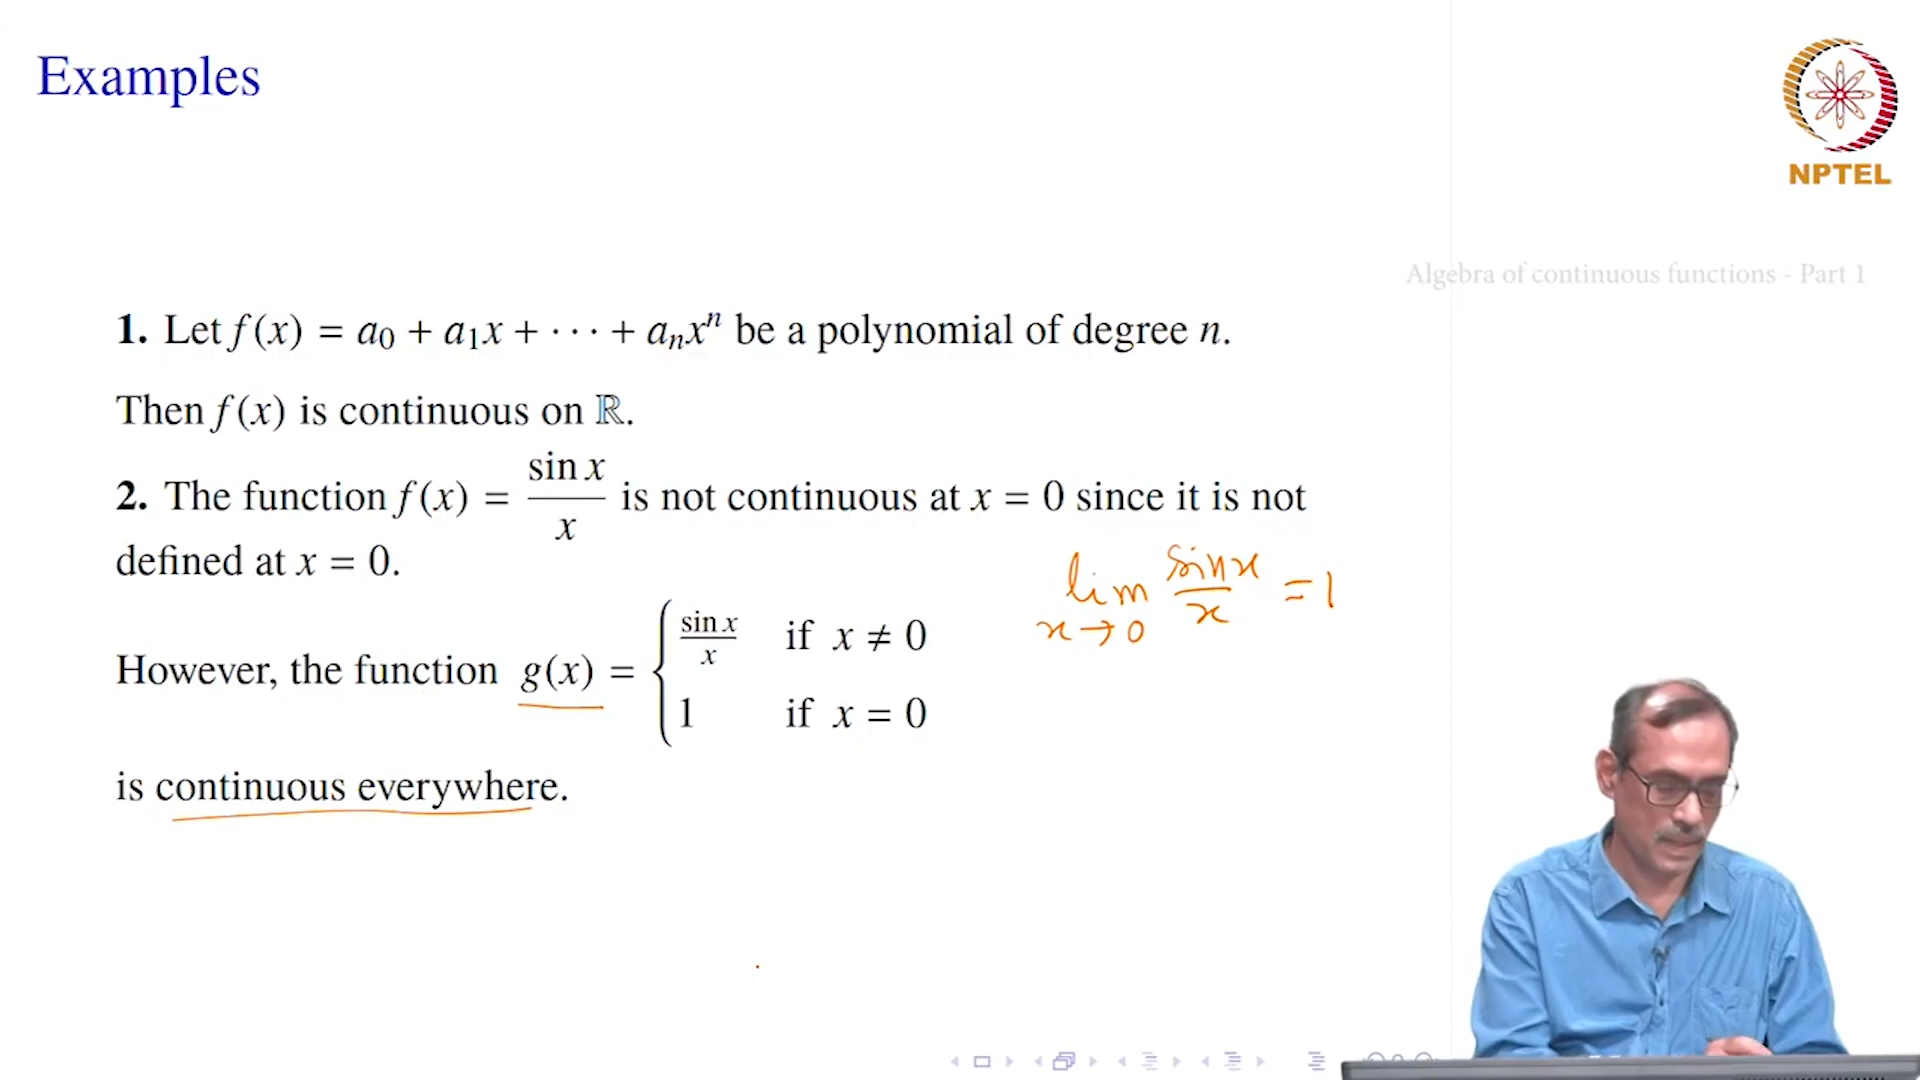 Examples
NPTEL
Algebra of continuous functions - Part 1
1. Let f(x) = a₀ + a₁x + ··· + aₙxⁿ be a polynomial of degree n.
Then f(x) is continuous on ℝ.
2. The function f(x) = sin x / x is not continuous at x = 0 since it is not
defined at x = 0.
lim x→0 sin x / x = 1
However, the function g(x) = { sin x / x if x ≠ 0
1 if x = 0
is continuous everywhere.